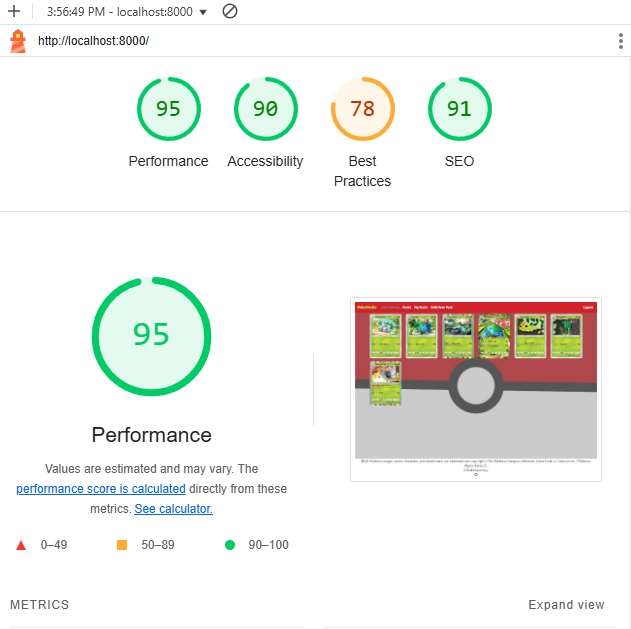 3:56:49 PM - localhost:8000
http://localhost:8000/
95
90
78
91
Performance
Accessibility
Best
Practices
SEO
95
Performance
Values are estimated and may vary. The
performance score is calculated directly from these
metrics. See calculator.
0–49
50–89
90–100
METRICS
Expand view